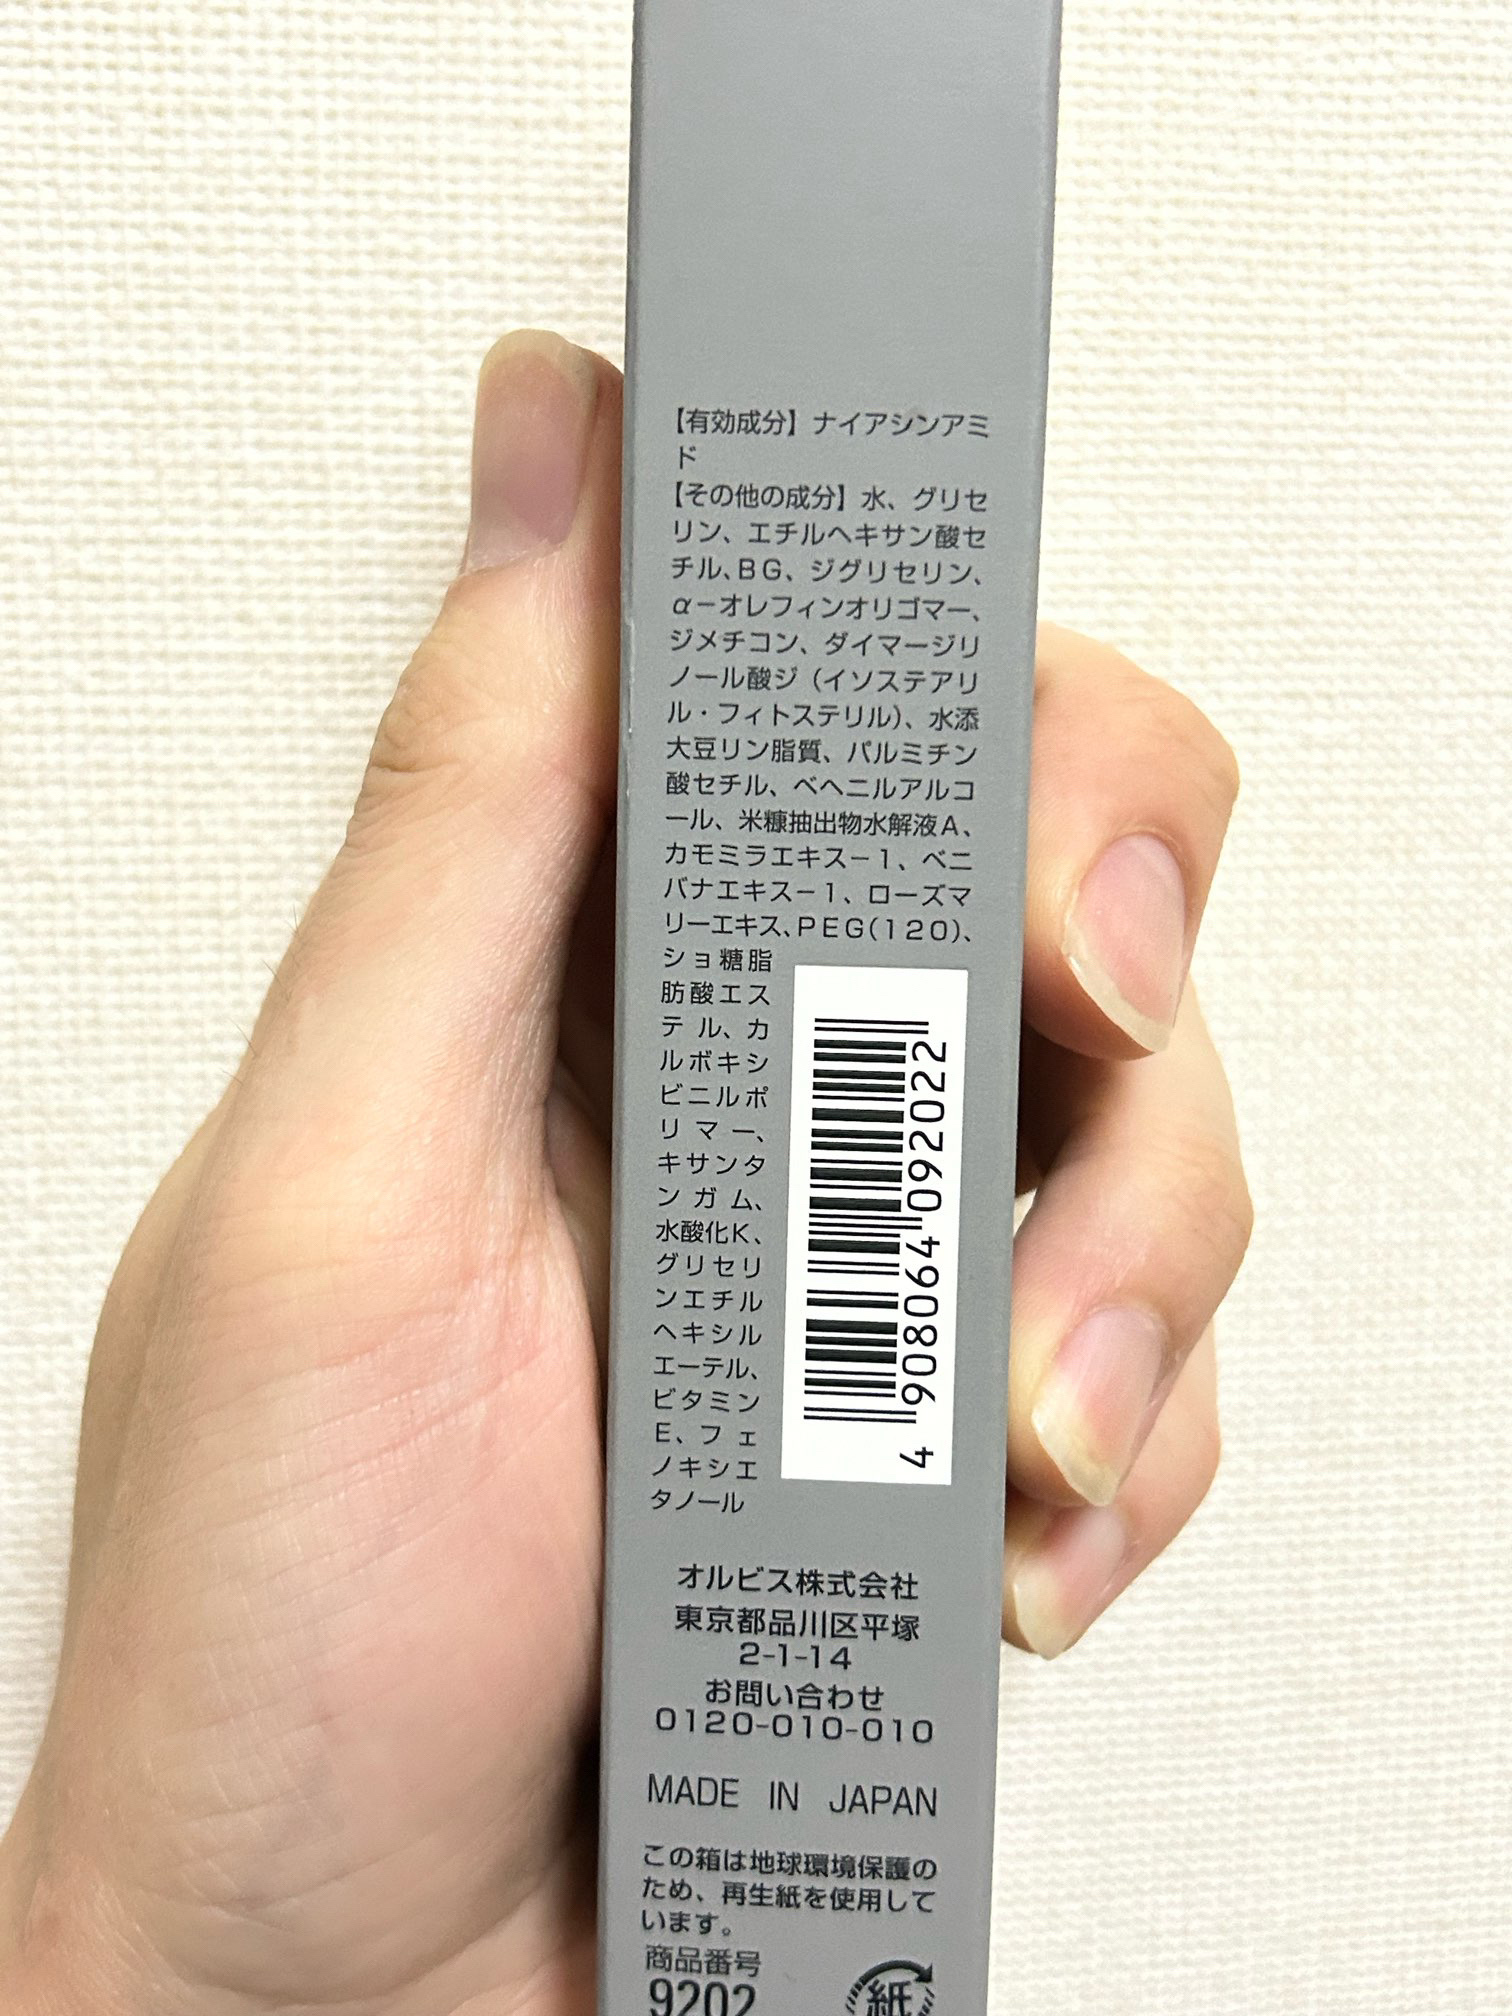 【有効成分】ナイアシンアミ
ド
【その他の成分】水、グリセ
リン、エチルヘキサン酸セ
チル、BG、ジグリセリン、
α－オレフィンオリゴマー、
ジメチコン、ダイマージリ
ノール酸ジ（イソステアリ
ル・フィトステリル）、水添
大豆リン脂質、パルミチン
酸セチル、ベヘニルアルコ
ール、米糠抽出物水解液A、
カモミラエキス－1、ベニ
バナエキス－1、ローズマ
リーエキス、PEG(120)、
ショ糖脂
肪酸エス
テル、カ
ルボキシ
ビニルポ
リマー、
キサンタ
ンガム、
水酸化K、
グリセリ
ンエチル
ヘキシル
エーテル、
ビタミン
E、フェ
ノキシエ
タノール
4 908064 092022
オルビス株式会社
東京都品川区平塚
2-1-14
お問い合わせ
0120-010-010
MADE IN JAPAN
この箱は地球環境保護の
ため、再生紙を使用して
います。
商品番号
9202
紙